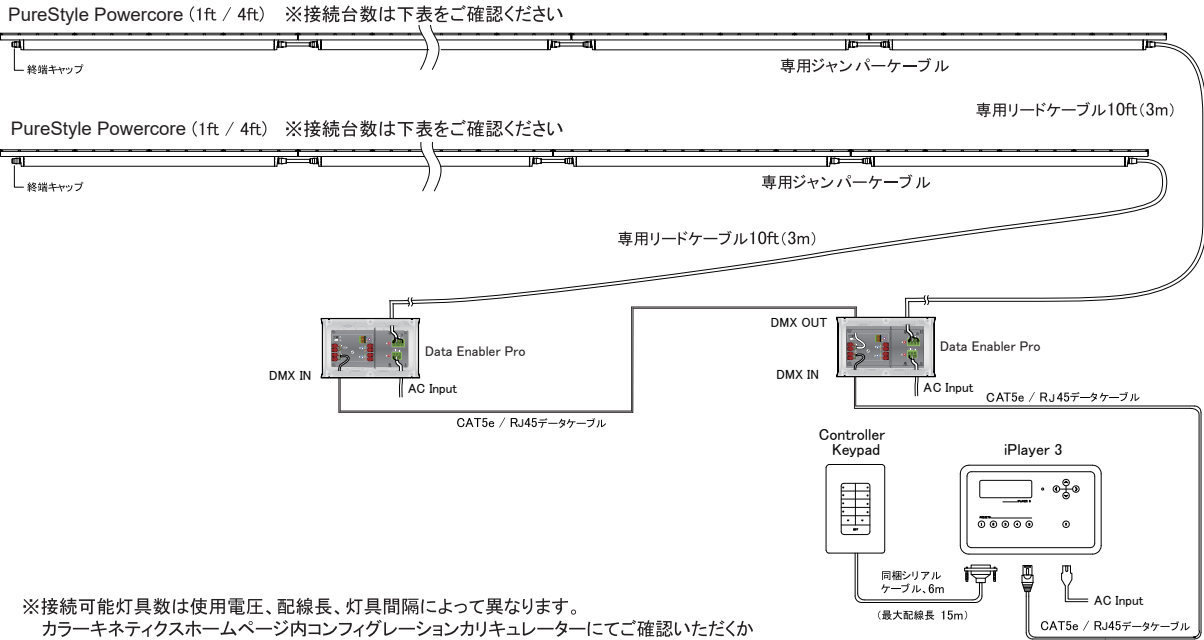 PureStyle Powercore (1ft / 4ft)　※接続台数は下表をご確認ください
終端キャップ
専用ジャンパーケーブル
専用リードケーブル10ft(3m)
PureStyle Powercore (1ft / 4ft)　※接続台数は下表をご確認ください
終端キャップ
専用ジャンパーケーブル
専用リードケーブル10ft(3m)
DMX OUT
Data Enabler Pro
Data Enabler Pro
DMX IN
DMX IN
AC Input
AC Input
CAT5e / RJ45データケーブル
CAT5e / RJ45データケーブル
Controller
Keypad
iPlayer 3
同梱シリアル
ケーブル、6m
(最大配線長 15m)
AC Input
CAT5e / RJ45データケーブル
※接続可能灯具数は使用電圧、配線長、灯具間隔によって異なります。
カラーキネティクスホームページ内コンフィグレーションカリキュレーターにてご確認いただくか